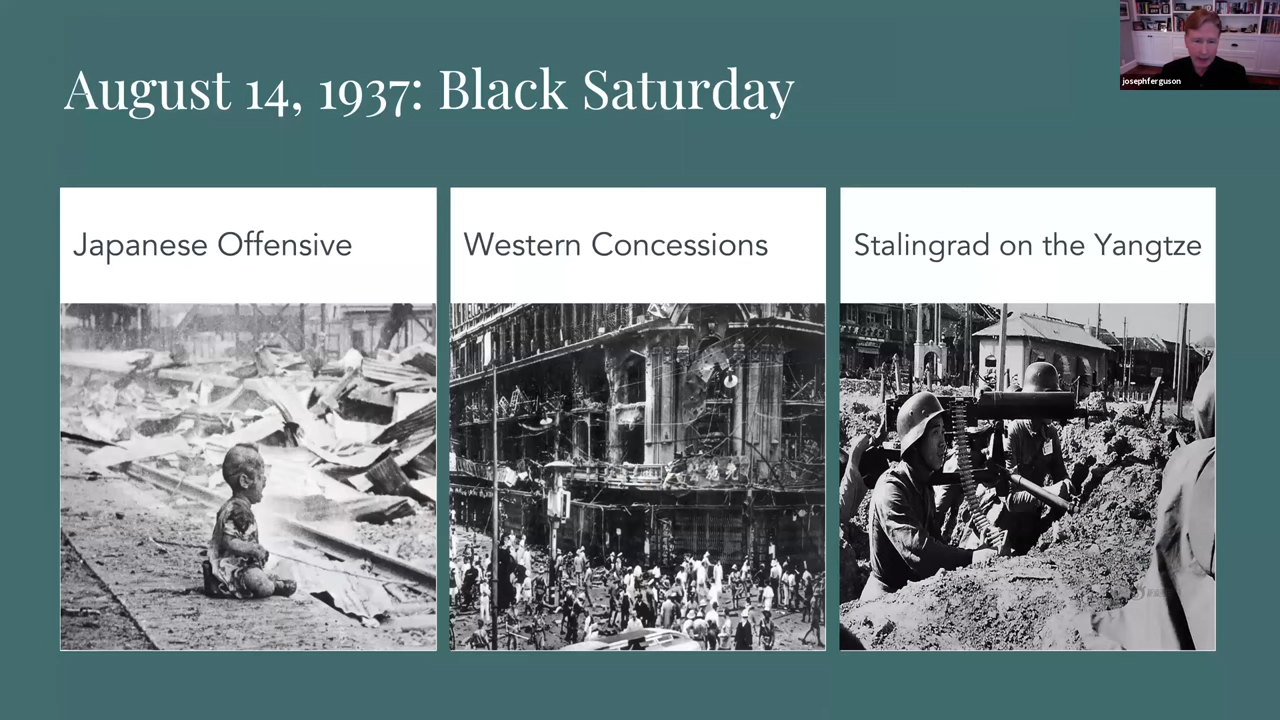 August 14, 1937: Black Saturday
josephferguson
Japanese Offensive
Western Concessions
Stalingrad on the Yangtze